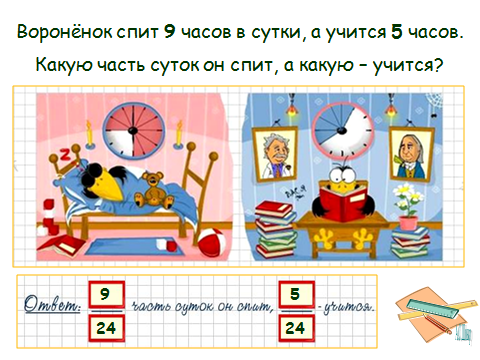 Воронёнок спит 9 часов в сутки, а учится 5 часов.
Какую часть суток он спит, а какую – учится?
z
ВАСЯ
Ответ: 9/24 часть суток он спит, 5/24 - учится.